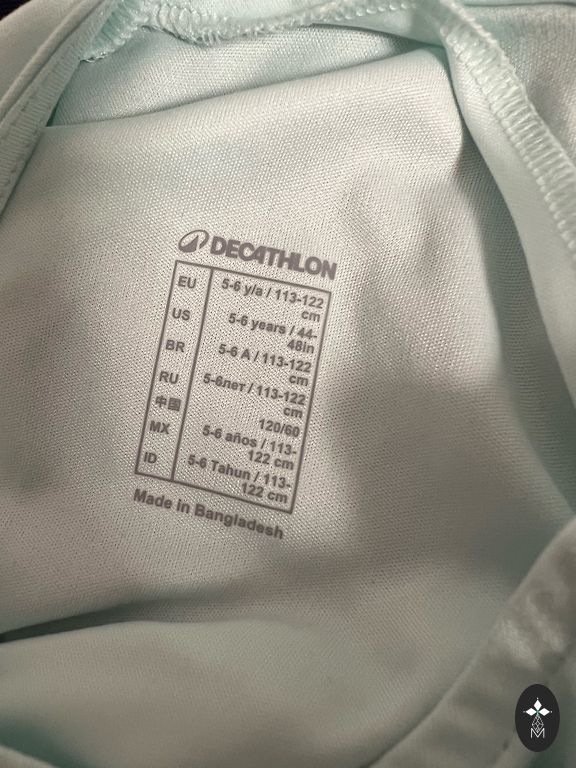 DECATHLON
EU 5-6 y/a / 113-122
cm
US 5-6 years / 44-
48in
BR 5-6 A / 113-122
cm
RU 5-6лет / 113-122
cm
中国 120/60
MX 5-6 años / 113-
122 cm
ID 5-6 Tahun / 113-
122 cm
Made in Bangladesh
M